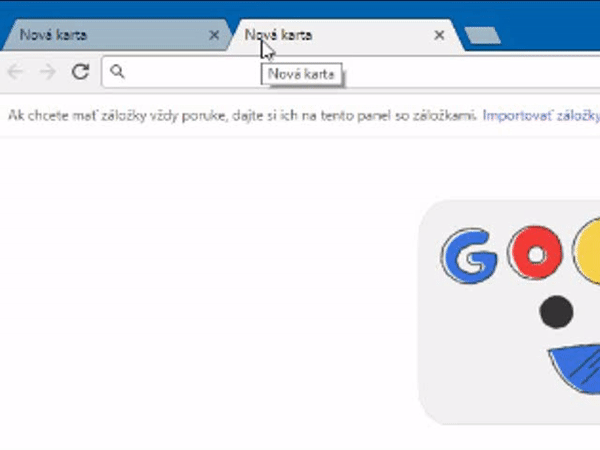 Nová karta
Nová karta
Nová karta
Ak chcete mať záložky vždy poruke, dajte si ich na tento panel so záložkami. Importovať záložky
GOO